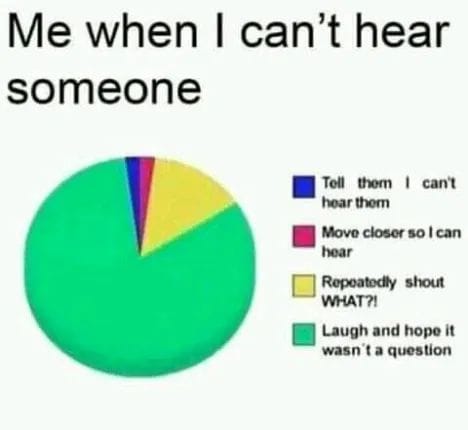 Me when I can't hear
someone
Tell them I can't
hear them
Move closer so I can
hear
Repeatedly shout
WHAT?!
Laugh and hope it
wasn't a question